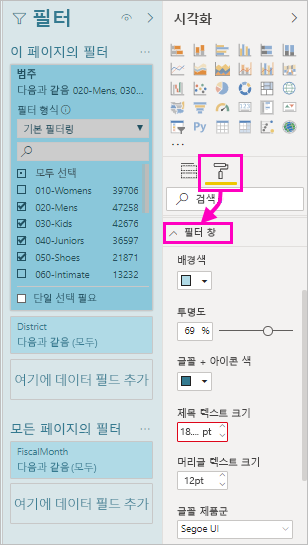 필터
이 페이지의 필터 ...
범주
다음과 같음 020-Mens, 030...
필터 형식
기본 필터링
모두 선택
010-Womens 39706
020-Mens 47258
030-Kids 42676
040-Juniors 36597
050-Shoes 21871
060-Intimate 13232
단일 선택 필요
District
다음과 같음 (모두)
여기에 데이터 필드 추가
모든 페이지의 필터 ...
FiscalMonth
다음과 같음 (모두)
여기에 데이터 필드 추가
시각화
R
Py
...
검색
필터 창
배경색
투명도
69 %
글꼴 + 아이콘 색
제목 텍스트 크기
18.... pt
머리글 텍스트 크기
12pt
글꼴 제품군
Segoe UI